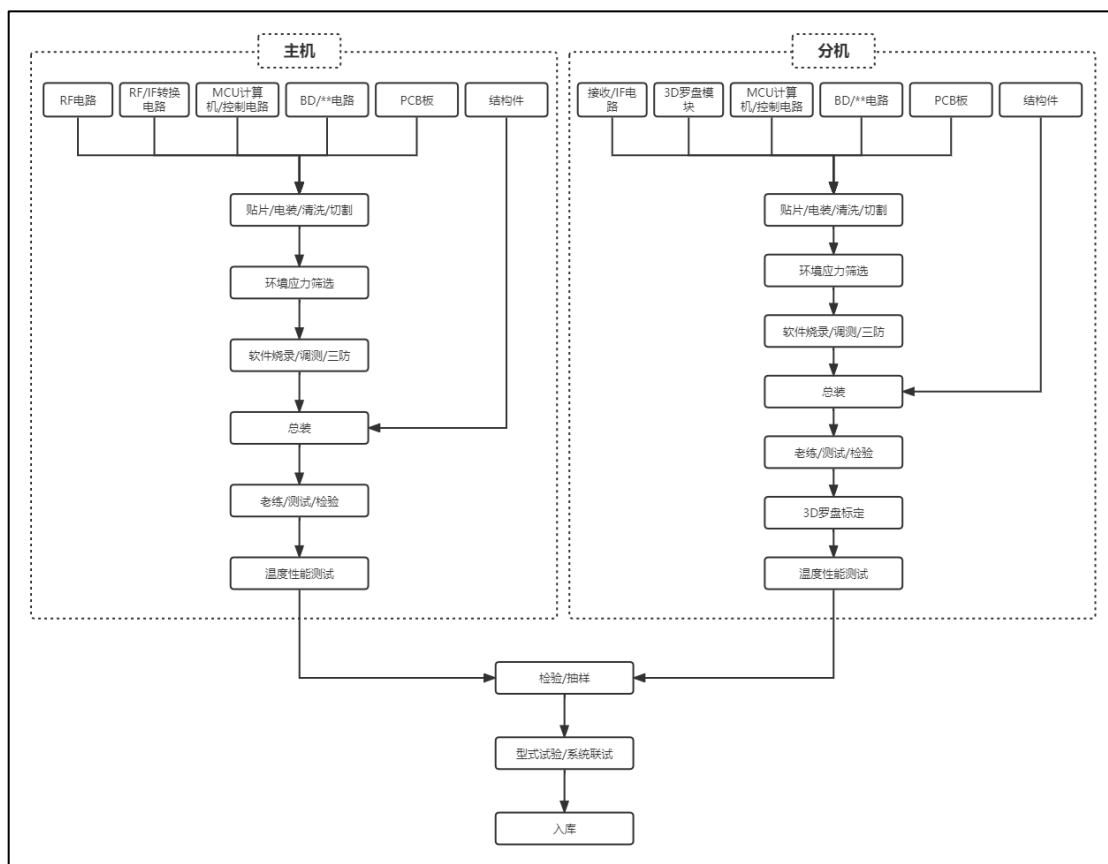 主机
RF电路
RF/IF转换
电路
MCU计算
机/控制电路
BD/**电路
PCB板
结构件
贴片/电装/清洗/切割
环境应力筛选
软件烧录/调测/三防
总装
老练/测试/检验
温度性能测试
分机
接收/IF电
路
3D罗盘模
块
MCU计算
机/控制电路
BD/**电路
PCB板
结构件
贴片/电装/清洗/切割
环境应力筛选
软件烧录/调测/三防
总装
老练/测试/检验
3D罗盘标定
温度性能测试
检验/抽样
型式试验/系统联试
入库